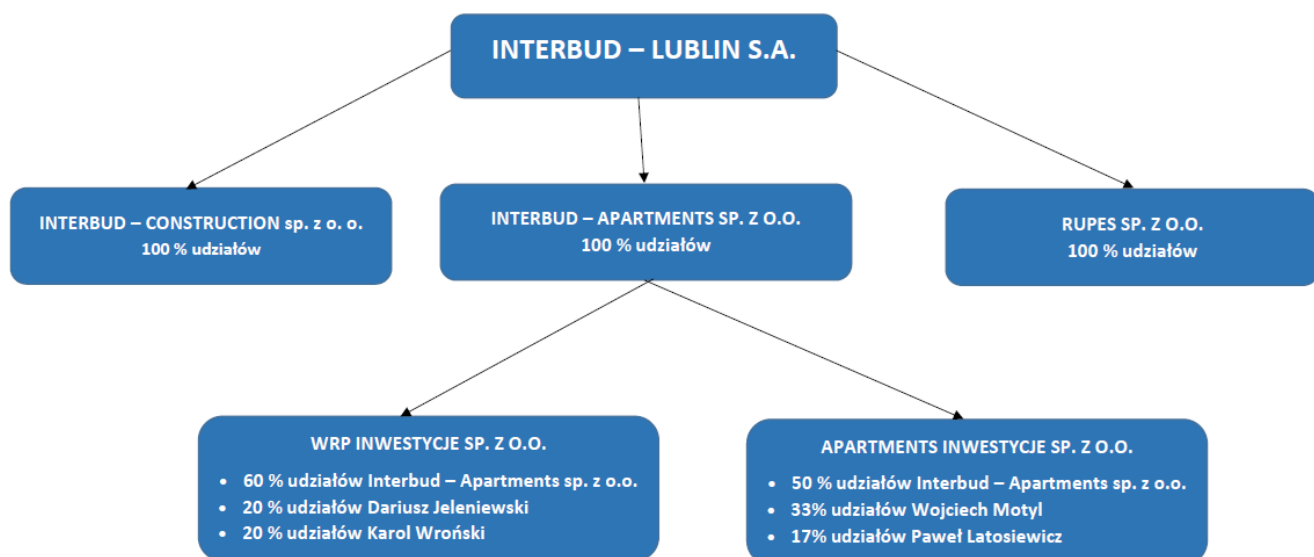 INTERBUD – LUBLIN S.A.
INTERBUD – CONSTRUCTION sp. z o. o.
100 % udziałów
INTERBUD – APARTMENTS SP. Z O.O.
100 % udziałów
RUPES SP. Z O.O.
100 % udziałów
WRP INWESTYCJE SP. Z O.O.
• 60 % udziałów Interbud – Apartments sp. z o.o.
• 20 % udziałów Dariusz Jeleniewski
• 20 % udziałów Karol Wroński
APARTMENTS INWESTYCJE SP. Z O.O.
• 50 % udziałów Interbud – Apartments sp. z o.o.
• 33% udziałów Wojciech Motyl
• 17% udziałów Paweł Latosiewicz